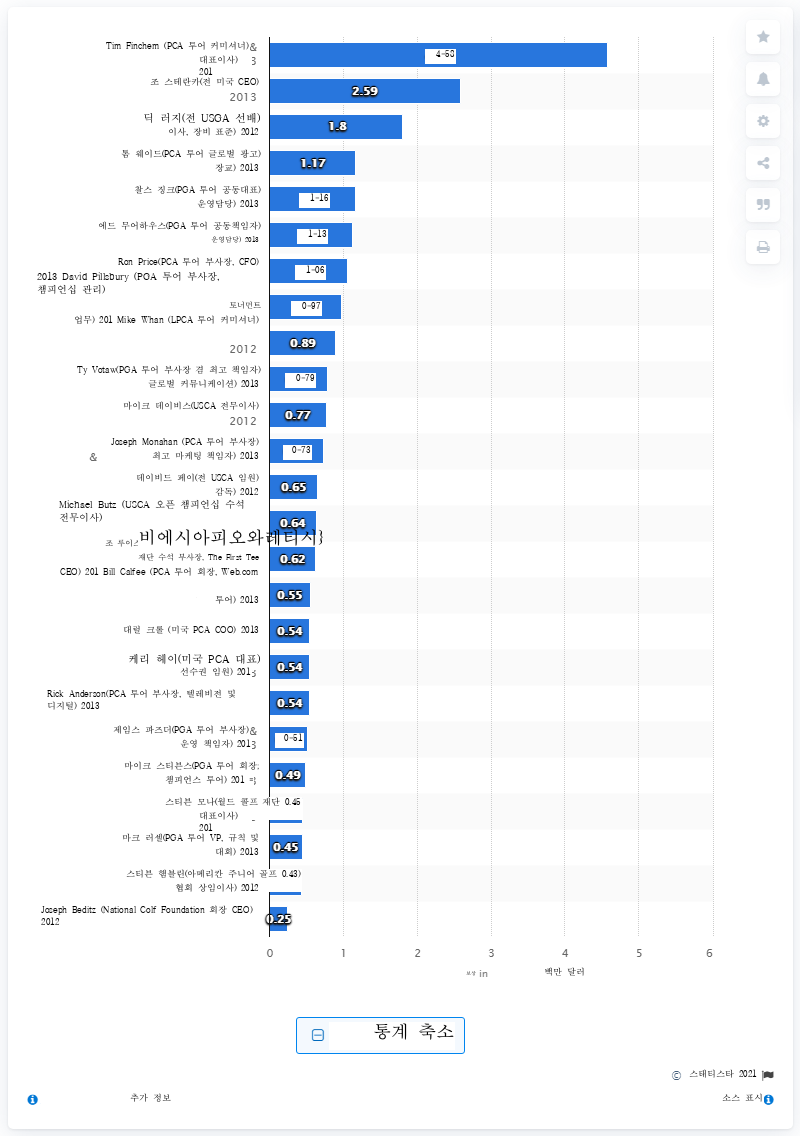 Tim Finchem (PCA 투어 커미셔너)&
대표이사) 3
201
4-53
조 스테란카(전 미국 CEO)
2013
2.59
딕 러지(전 USGA 선배)
이사, 장비 표준) 2012
1.8
톰 웨이드(PCA 투어 글로벌 광고)
장교) 2013
1.17
찰스 징크(PGA 투어 공동대표)
운영담당) 2013
1-16
에드 무어하우스(PGA 투어 공동책임자)
운영담당) 2013
1-13
Ron Price(PCA 투어 부사장, CFO)
1-06
2013 David Pillsbury (PGA 투어 부사장,
챔피언십 관리)
토너먼트
0-97
업무) 201 Mike Whan (LPCA 투어 커미셔너)
2012
0.89
Ty Votaw(PGA 투어 부사장 겸 최고 책임자)
글로벌 커뮤니케이션) 2013
0-79
마이크 데이비스(USCA 전무이사)
2012
0.77
Joseph Monahan (PCA 투어 부사장)
& 최고 마케팅 책임자) 2013
0-73
데이비드 페이(전 USCA 임원)
감독) 2012
0.65
Michael Butz (USCA 오픈 챔피언십 수석
전무이사)
0.64
조 루이스
비에시아피오와레티시}
재단 수석 부사장, The First Tee
0.62
CEO) 201 Bill Calfee (PCA 투어 회장, Web.com
투어) 2013
0.55
대럴 크롤 (미국 PCA COO) 2013
0.54
케리 헤이(미국 PCA 대표)
선수권 임원) 2013
0.54
Rick Anderson(PCA 투어 부사장, 텔레비전 및
디지털) 2013
0.54
제임스 파즈더(PGA 투어 부사장)&
운영 책임자) 2013
0-51
마이크 스티븐스(PGA 투어 회장;
챔피언스 투어) 201
0.49
스티븐 모나(월드 골프 재단 0.45
대표이사) -
201
마크 러셀(PGA 투어 VP, 규칙 및
대회) 2013
0.45
스티븐 햄블린(아메리칸 주니어 골프 0.43)
협회 상임이사) 2012
Joseph Beditz (National Golf Foundation 회장 CEO)
2012
0.25
0 1 2 3 4 5 6
보상 in 백만 달러
통계 축소
© 스태티스타 2021
추가 정보
소스 표시